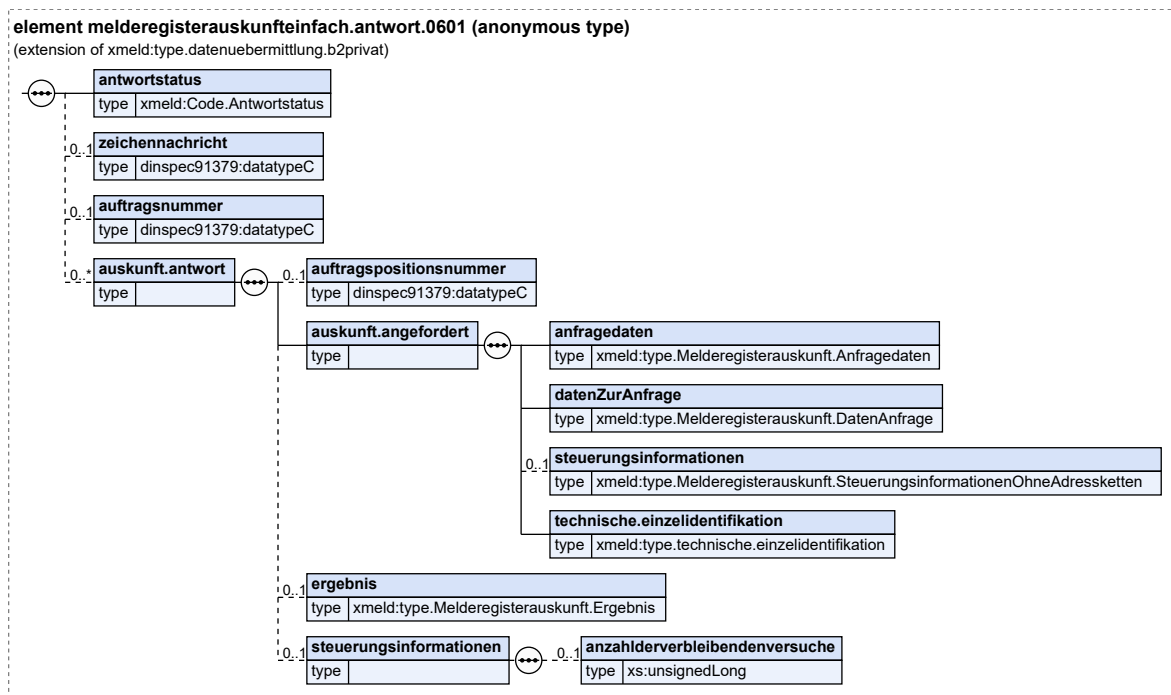 element melderegisterauskunfteinfach.antwort.0601 (anonymous type)
(extension of xmeld:type.datenuebermittlung.b2privat)
antwortstatus
type xmeld:Code.Antwortstatus
0..1 zeichennachricht
type dinspec91379:datatypeC
0..1 auftragsnummer
type dinspec91379:datatypeC
0..* auskunft.antwort
type
0..1 auftragspositionsnummer
type dinspec91379:datatypeC
auskunft.angefordert
type
anfragedaten
type xmeld:type.Melderegisterauskunft.Anfragedaten
datenZurAnfrage
type xmeld:type.Melderegisterauskunft.DatenAnfrage
0..1 steuerungsinformationen
type xmeld:type.Melderegisterauskunft.SteuerungsinformationenOhneAdressketten
technische.einzelidentifikation
type xmeld:type.technische.einzelidentifikation
0..1 ergebnis
type xmeld:type.Melderegisterauskunft.Ergebnis
0..1 steuerungsinformationen
type
0..1 anzahlderverbleibendenversuche
type xs:unsignedLong